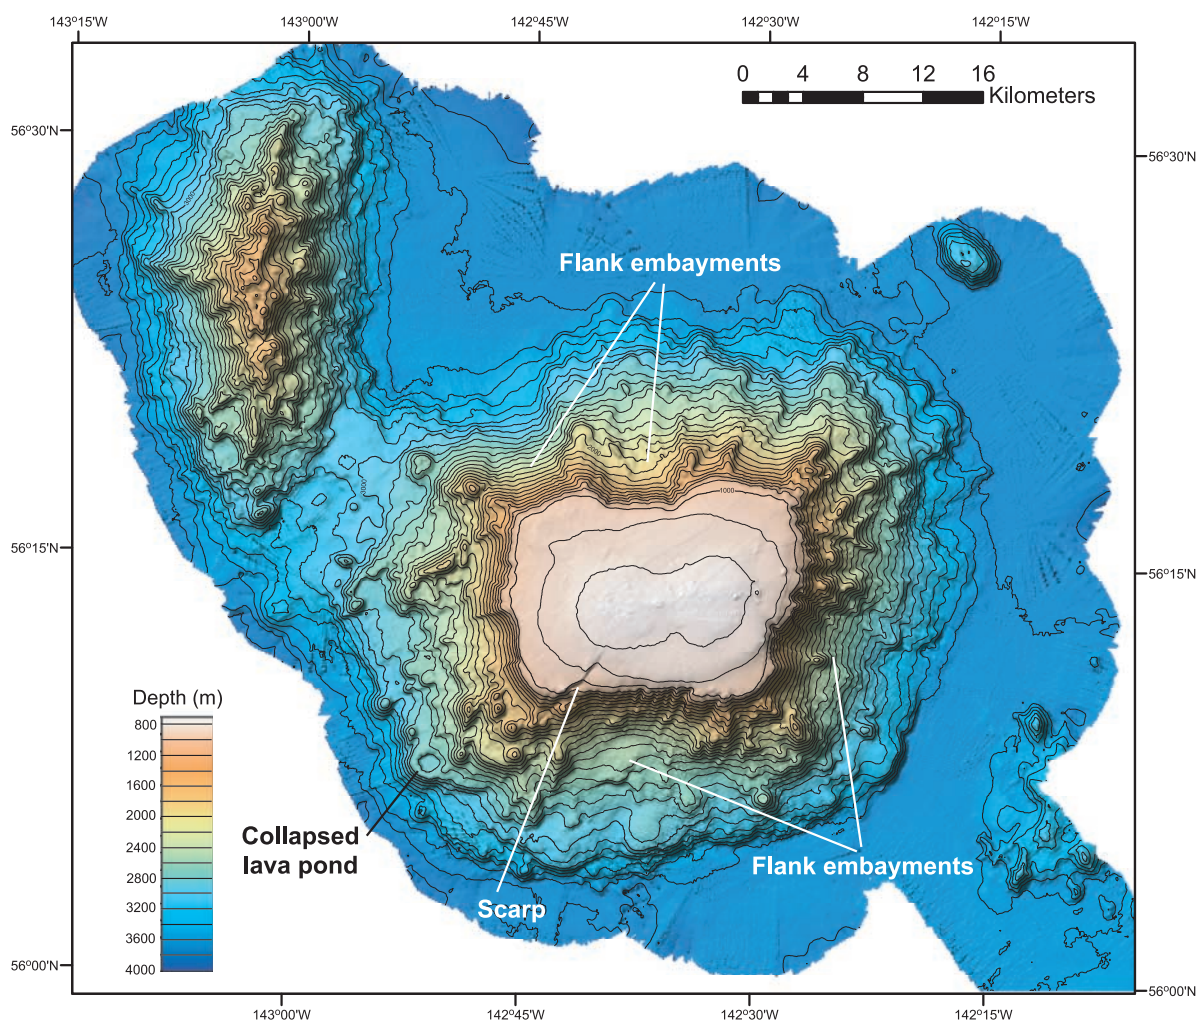 143°15'W 143°00'W 142°45'W 142°30'W 142°15'W
0 4 8 12 16
Kilometers
56°30'N
56°30'N
3000
Flank embayments
2000
1000
56°15'N
56°15'N
Depth (m)
800
1200
1600
2000
2400
2800
3200
3600
4000
Collapsed
lava pond
Flank embayments
Scarp
56°00'N
56°00'N
143°00'W 142°45'W 142°30'W 142°15'W